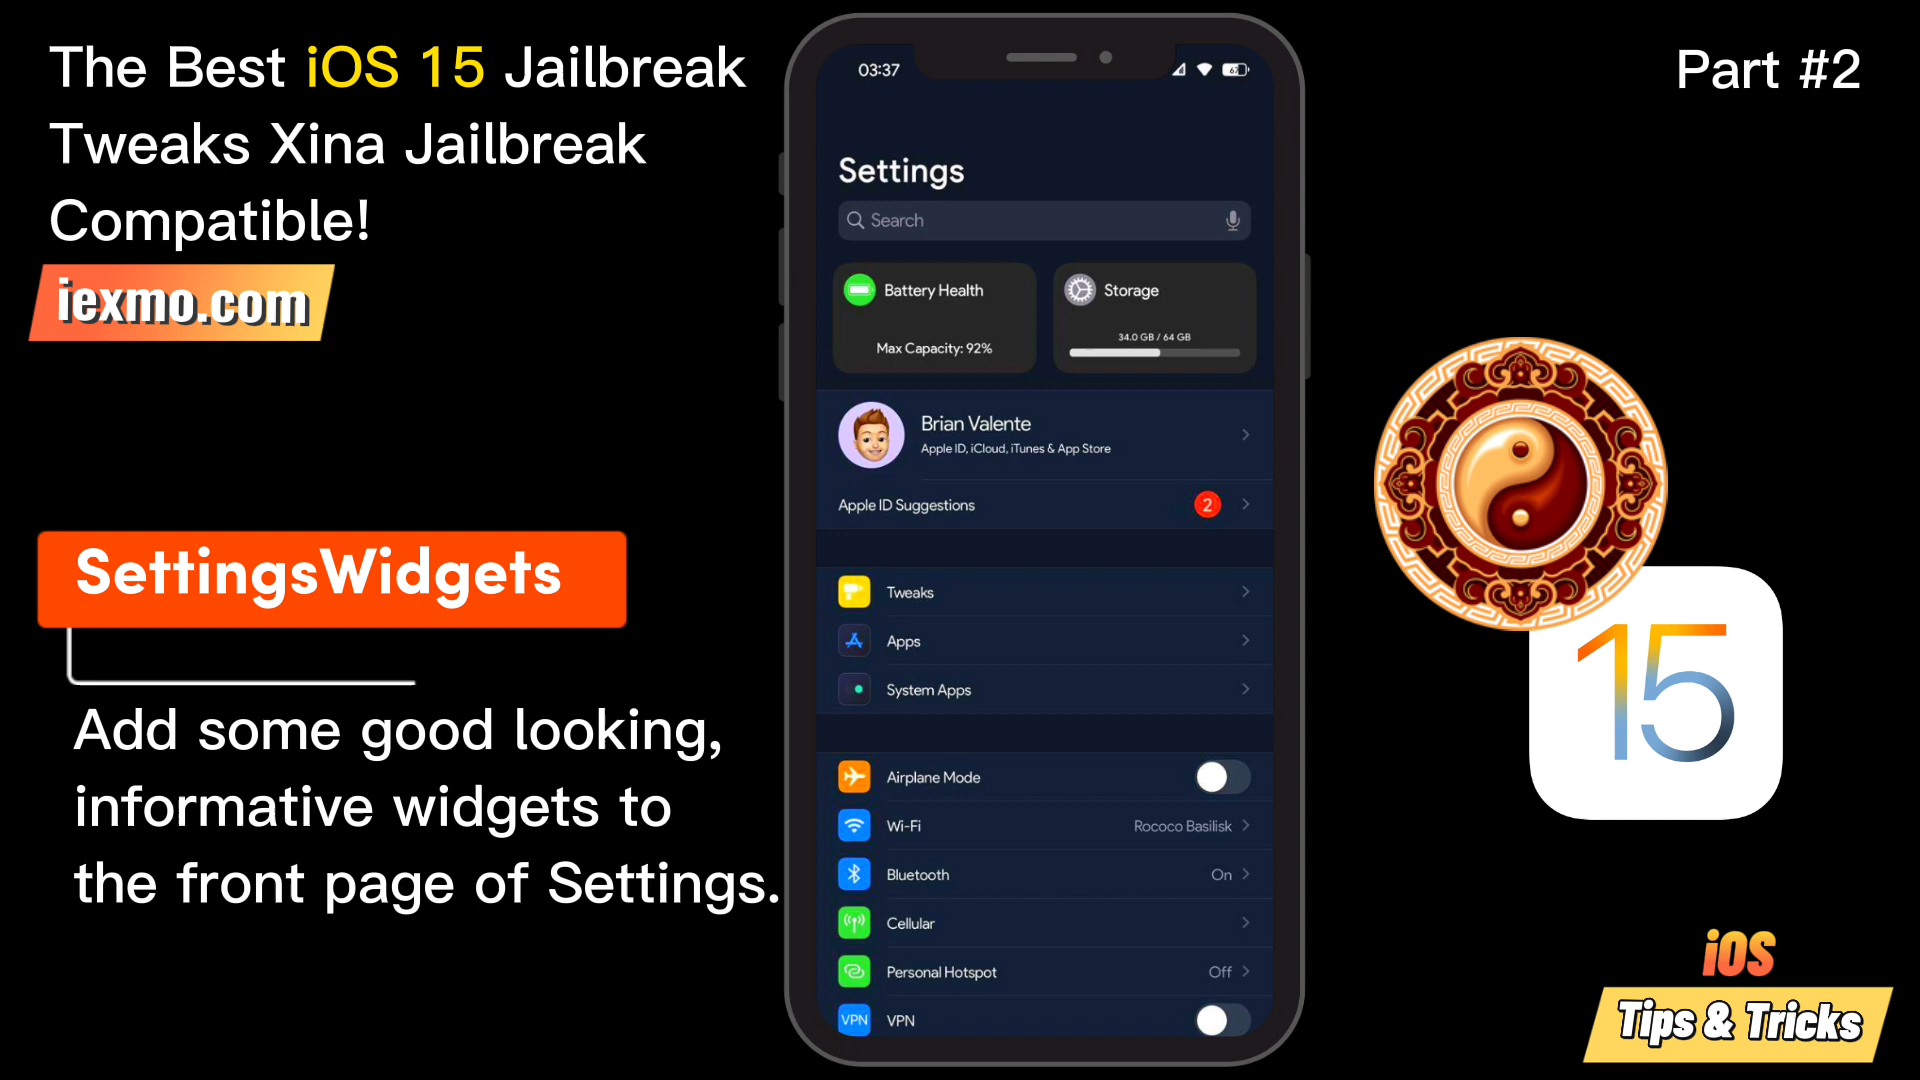 The Best iOS 15 Jailbreak
Tweaks Xina Jailbreak
Compatible!
iexmo.com
Part #2
SettingsWidgets
Add some good looking,
informative widgets to
the front page of Settings.
03:37
67
Settings
Search
Battery Health
Max Capacity: 92%
Storage
34.0 GB / 64 GB
Brian Valente
Apple ID, iCloud, iTunes & App Store
Apple ID Suggestions 2
Tweaks
Apps
System Apps
Airplane Mode
Wi-Fi Rococo Basilisk
Bluetooth On
Cellular
Personal Hotspot Off
VPN VPN
15
iOS
Tips & Tricks